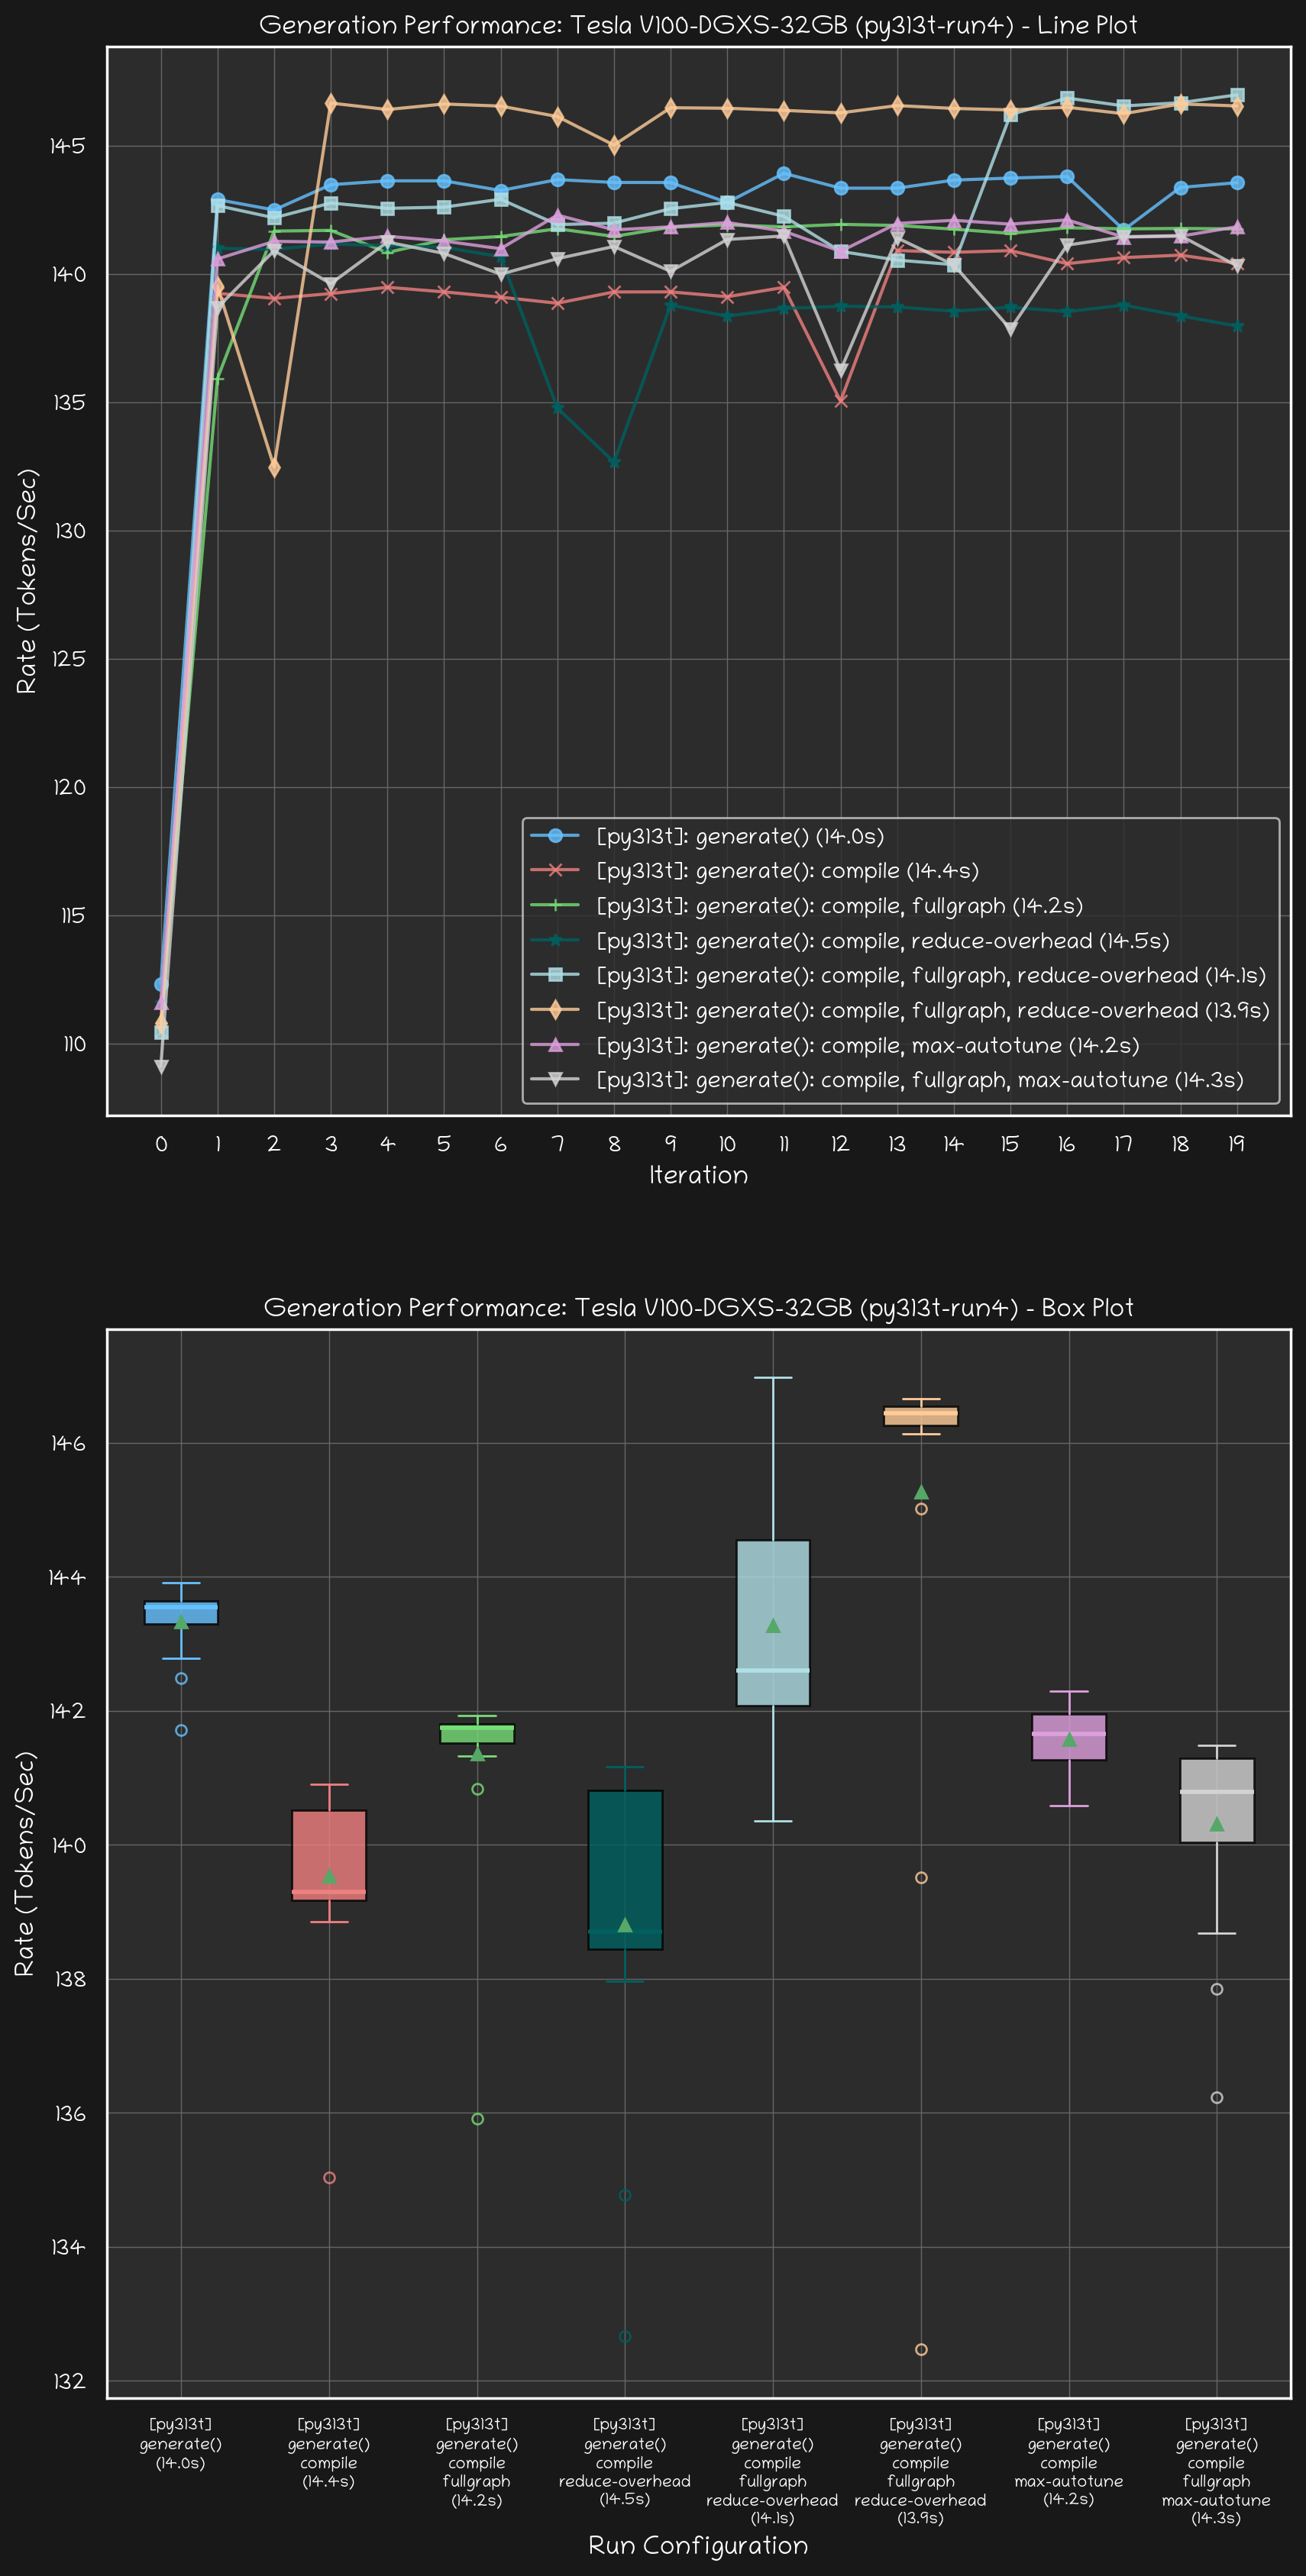 Generation Performance: Tesla V100-DGXS-32GB (py313t-run4) - Line Plot
Rate (Tokens/Sec)
145
140
135
130
125
120
115
110
[py313t]: generate() (14.0s)
[py313t]: generate(): compile (14.4s)
[py313t]: generate(): compile, fullgraph (14.2s)
[py313t]: generate(): compile, reduce-overhead (14.5s)
[py313t]: generate(): compile, fullgraph, reduce-overhead (14.1s)
[py313t]: generate(): compile, fullgraph, reduce-overhead (13.9s)
[py313t]: generate(): compile, max-autotune (14.2s)
[py313t]: generate(): compile, fullgraph, max-autotune (14.3s)
0 1 2 3 4 5 6 7 8 9 10 11 12 13 14 15 16 17 18 19
Iteration
Generation Performance: Tesla V100-DGXS-32GB (py313t-run4) - Box Plot
Rate (Tokens/Sec)
146
144
142
140
138
136
134
132
[py313t]
generate()
(14.0s)
[py313t]
generate()
compile
(14.4s)
[py313t]
generate()
compile
fullgraph
(14.2s)
[py313t]
generate()
compile
reduce-overhead
(14.5s)
[py313t]
generate()
compile
fullgraph
reduce-overhead
(14.1s)
[py313t]
generate()
compile
fullgraph
reduce-overhead
(13.9s)
[py313t]
generate()
compile
max-autotune
(14.2s)
[py313t]
generate()
compile
fullgraph
max-autotune
(14.3s)
Run Configuration